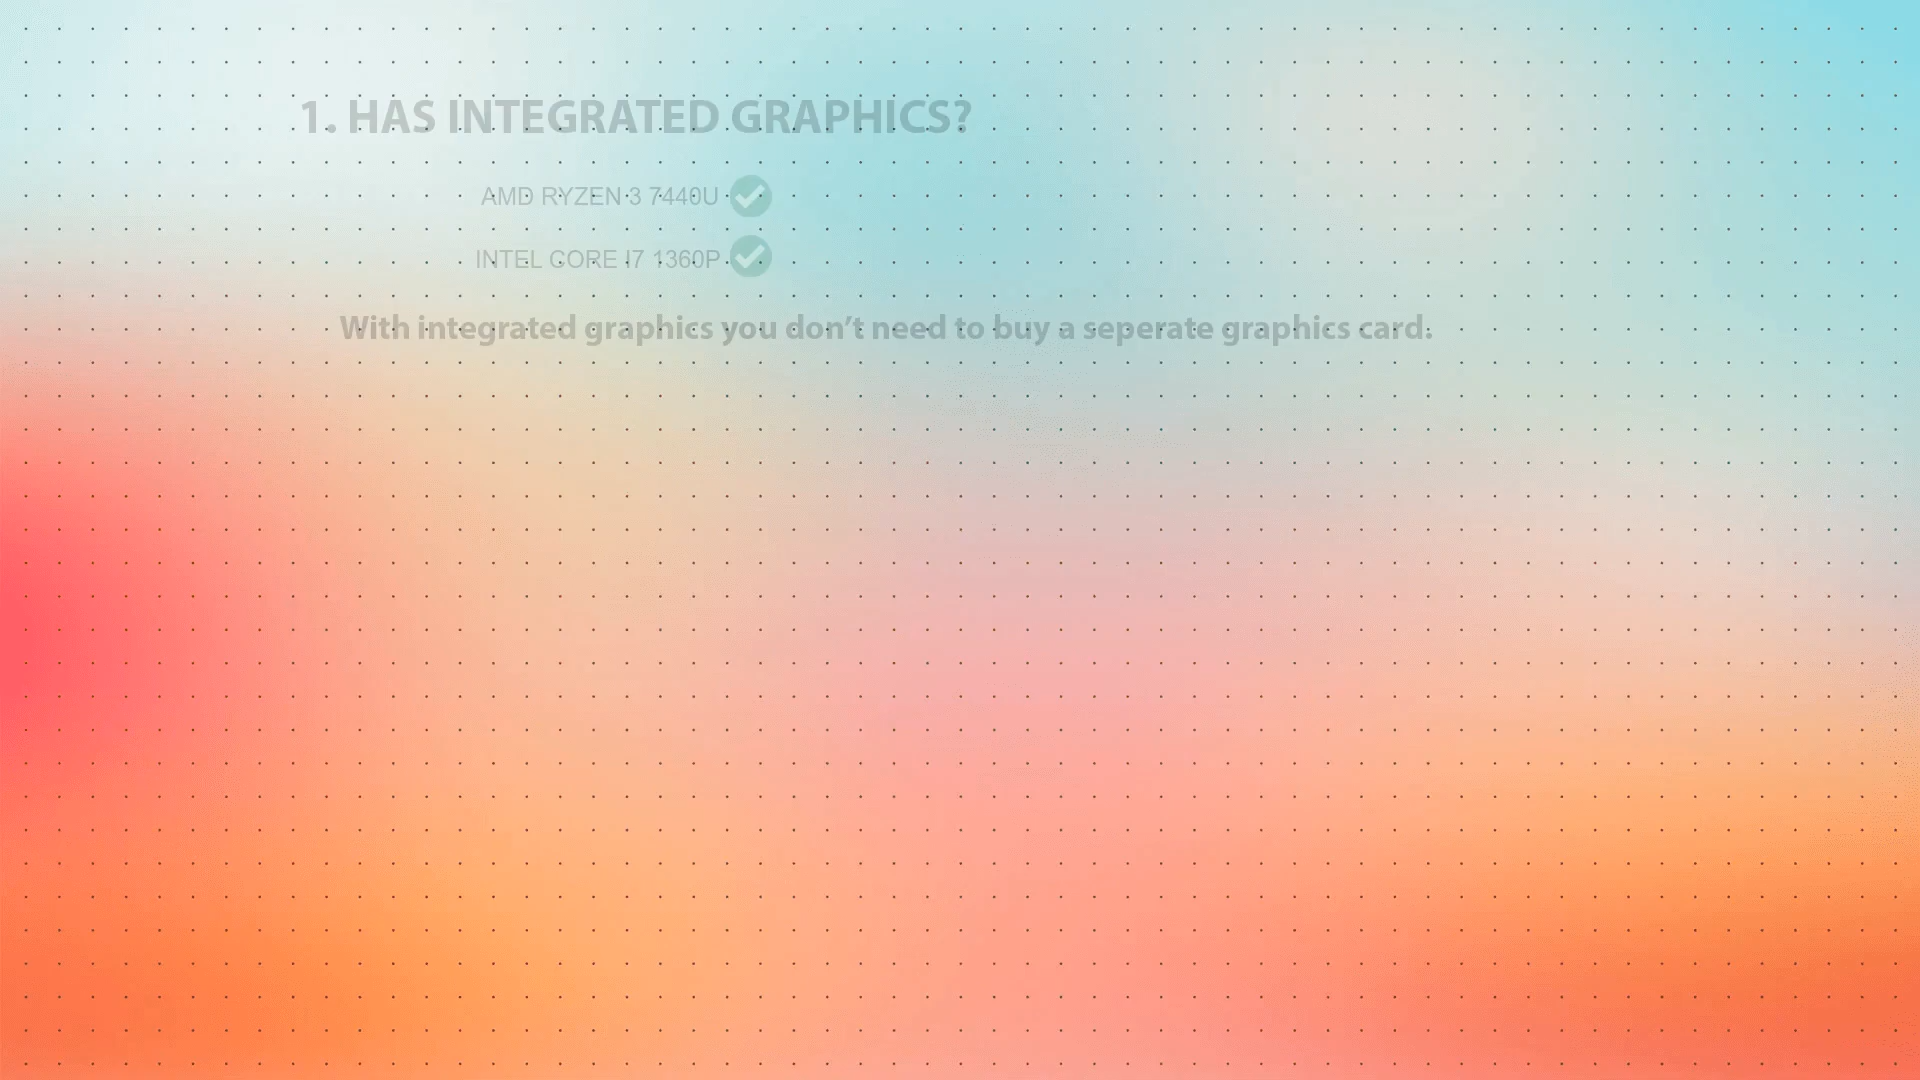 1. HAS INTEGRATED GRAPHICS?
AMD RYZEN 3 7440U
INTEL CORE I7 1360P
With integrated graphics you don’t need to buy a seperate graphics card.